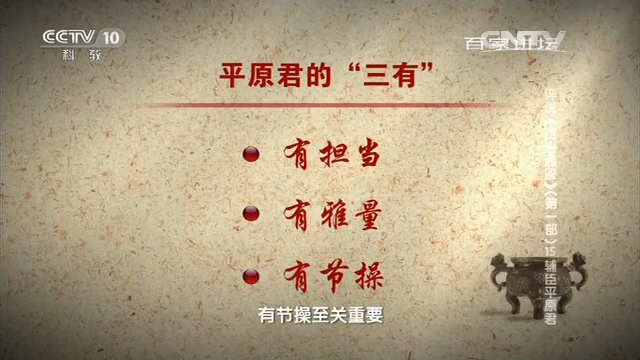 CCTV 10
科教
百家讲坛
CNTV
平原君的“三有”
有担当
有雅量
有节操
有节操至关重要
《第一部》15 辅臣平原君